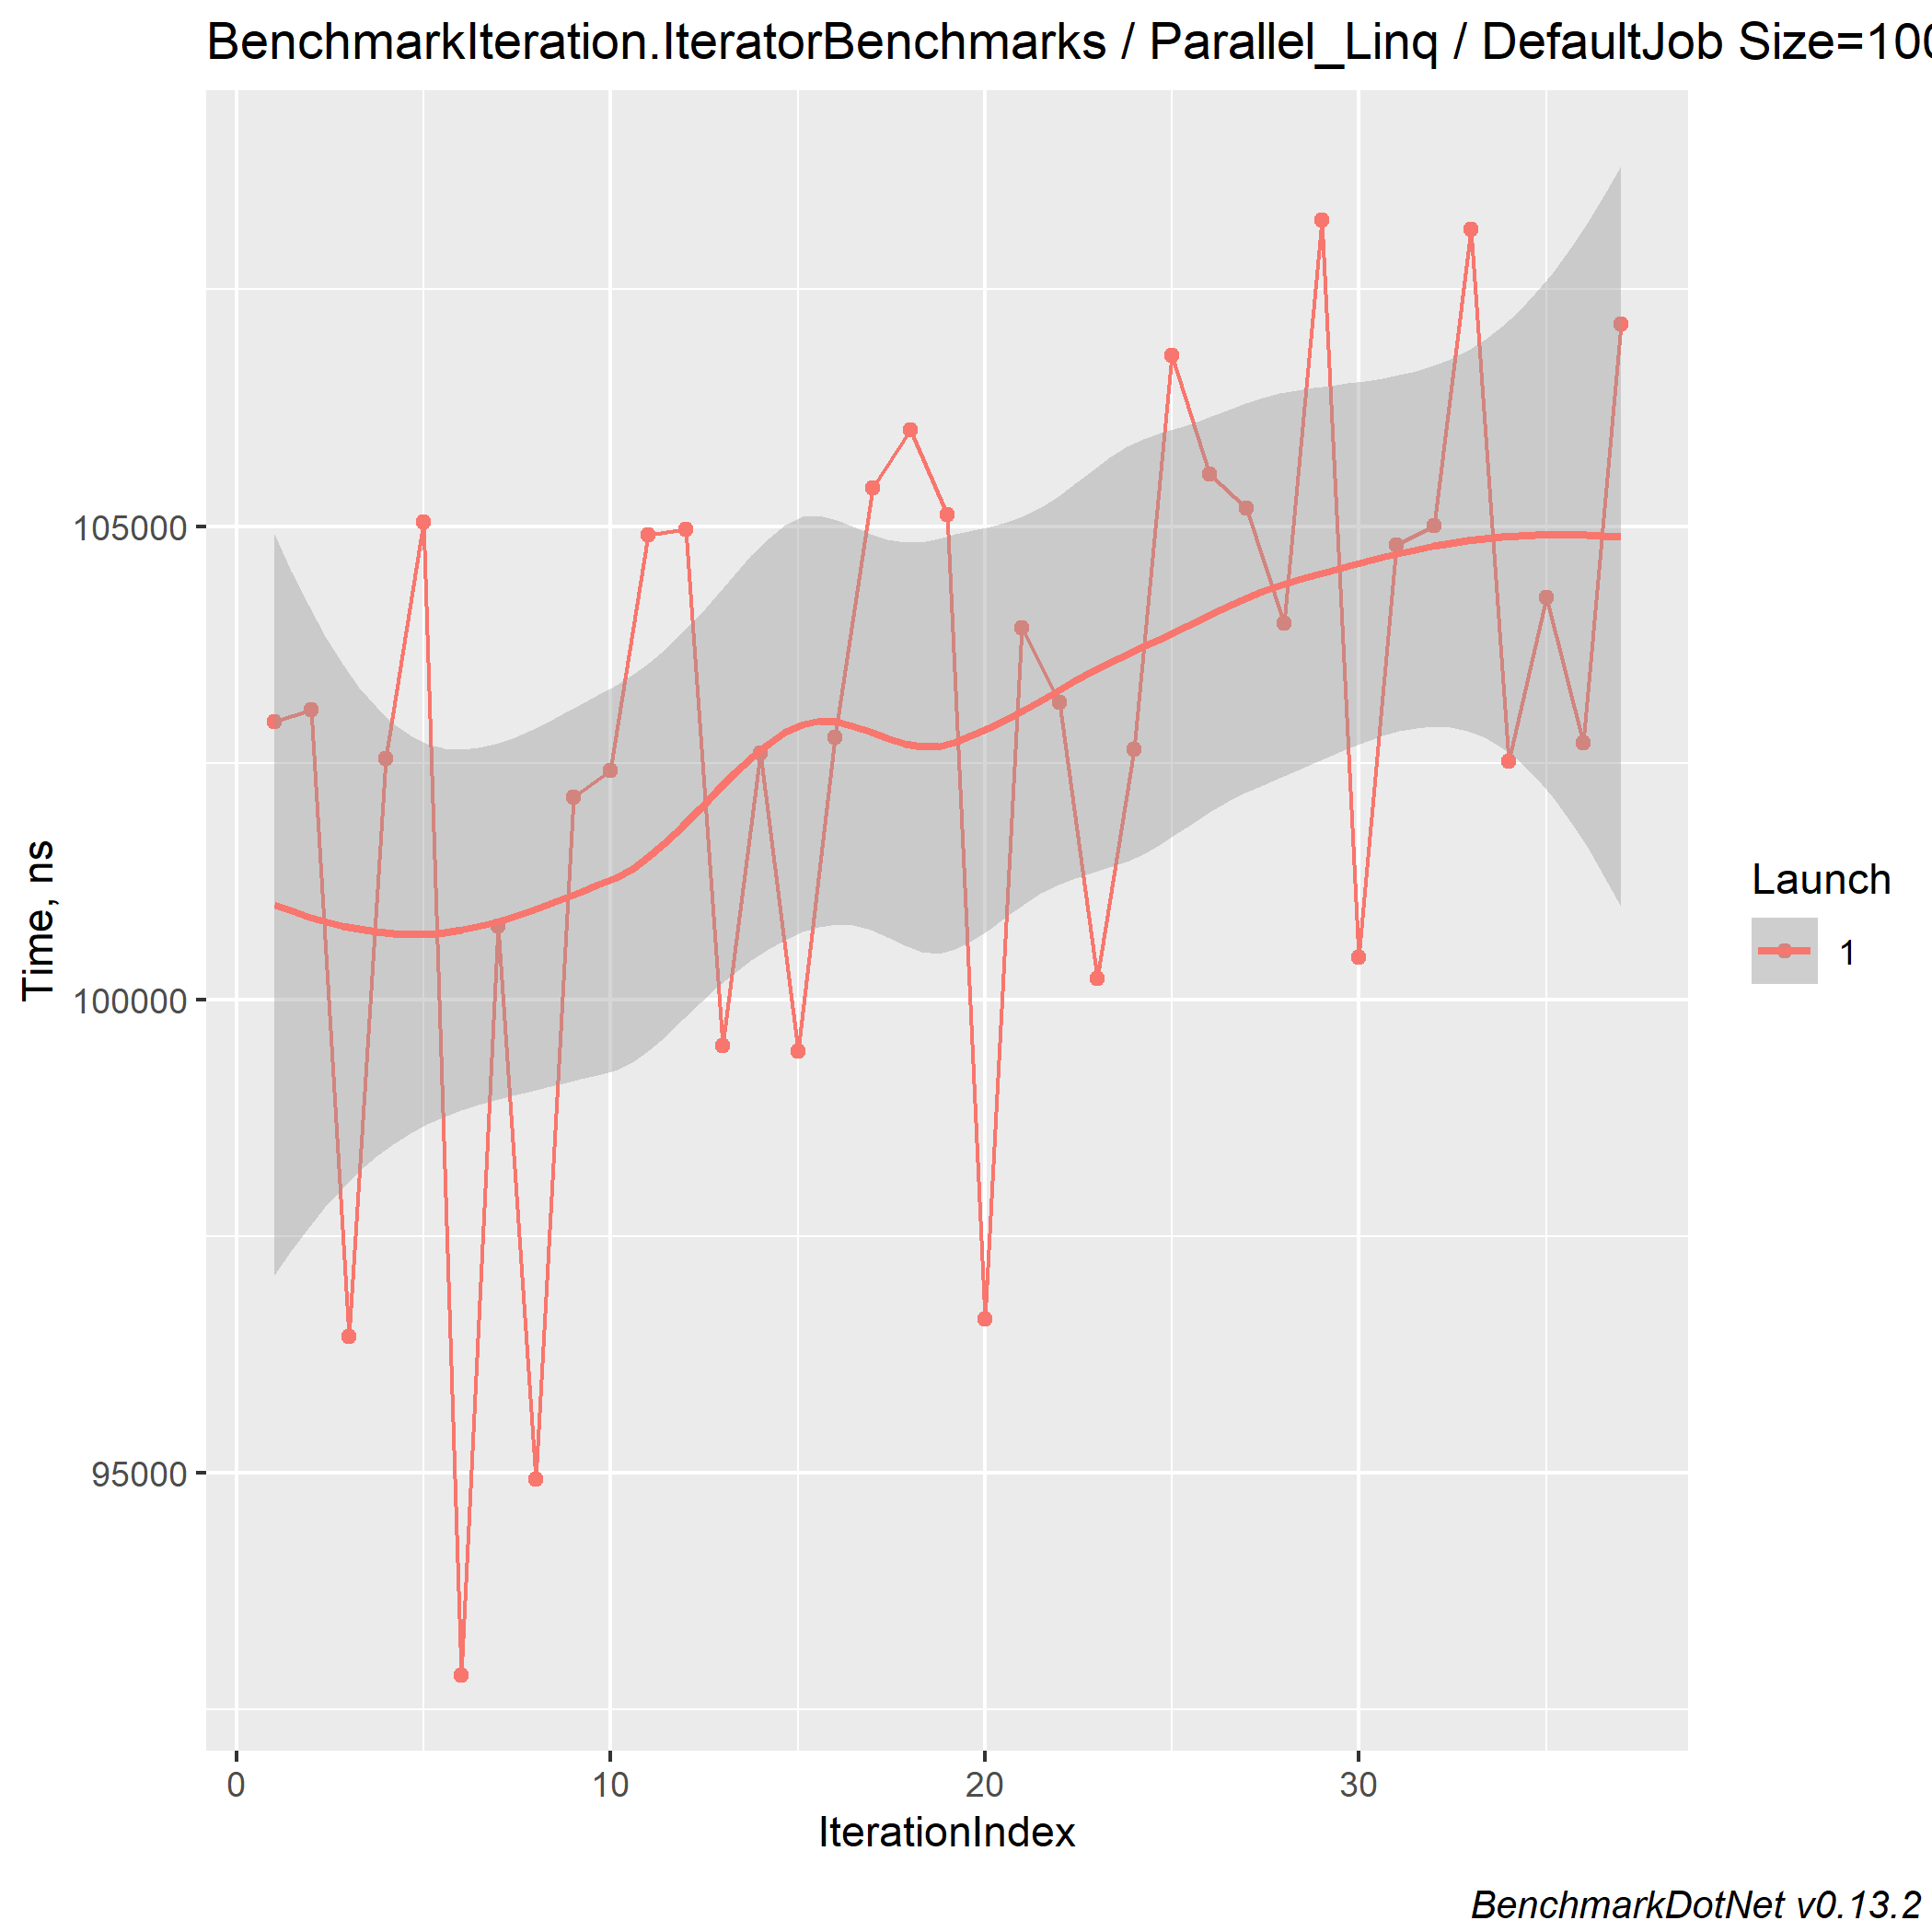 BenchmarkIteration.IteratorBenchmarks / Parallel_Linq / DefaultJob Size=100
Time, ns
105000
100000
95000
0 10 20 30
IterationIndex
Launch
1
BenchmarkDotNet v0.13.2